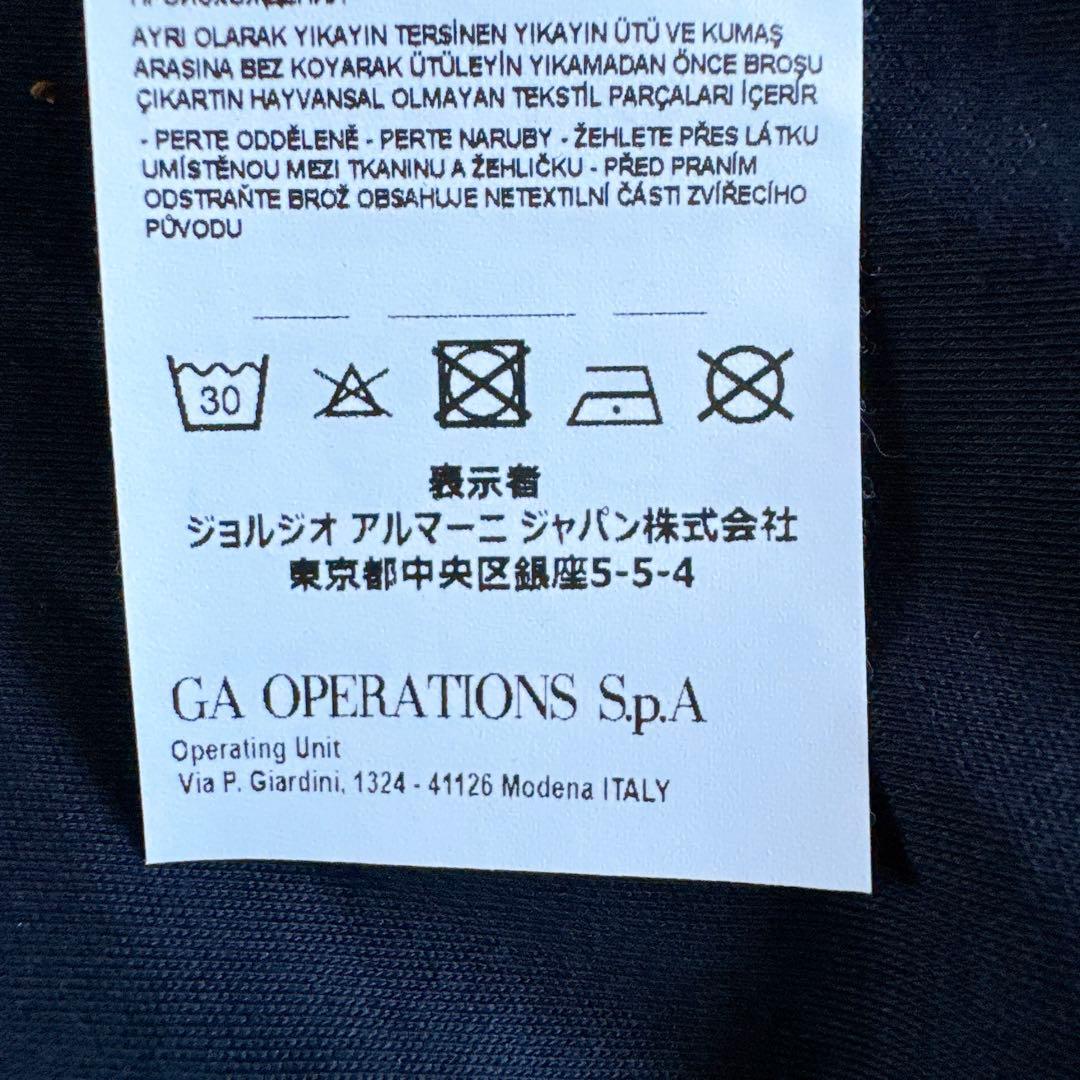 AYRI OLARAK YIKAYIN TERSİNEN YIKAYIN ÜTÜ VE KUMAŞ
ARASINA BEZ KOYARAK ÜTÜLEYİN YIKAMADAN ÖNCE BROŞU
ÇIKARTIN HAYVANSAL OLMAYAN TEKSTİL PARÇALARI İÇERİR
- PERTE ODDĚLENĚ - PERTE NARUBY - ŽEHLETE PŘES LÁTKU
UMÍSTĚNOU MEZI TKANINU A ŽEHLIČKU - PŘED PRANÍM
ODSTRAŇTE BROŽ OBSAHUJE NETEXTILNÍ ČÁSTI ZVÍŘECÍHO
PŮVODU
30
表示者
ジョルジオ アルマーニ ジャパン株式会社
東京都中央区銀座5-5-4
GA OPERATIONS S.p.A
Operating Unit
Via P. Giardini, 1324 - 41126 Modena ITALY